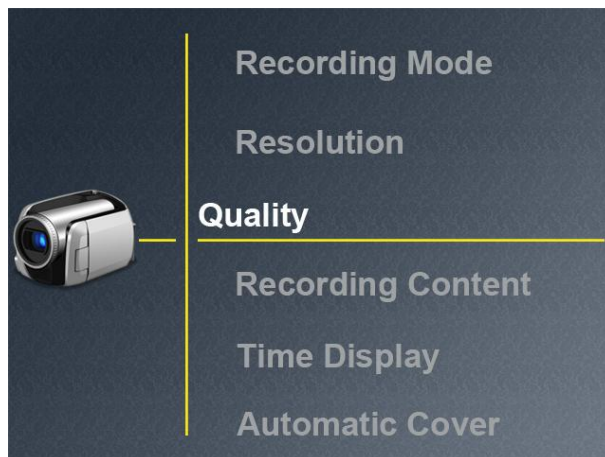 Recording Mode
Resolution
Quality
Recording Content
Time Display
Automatic Cover